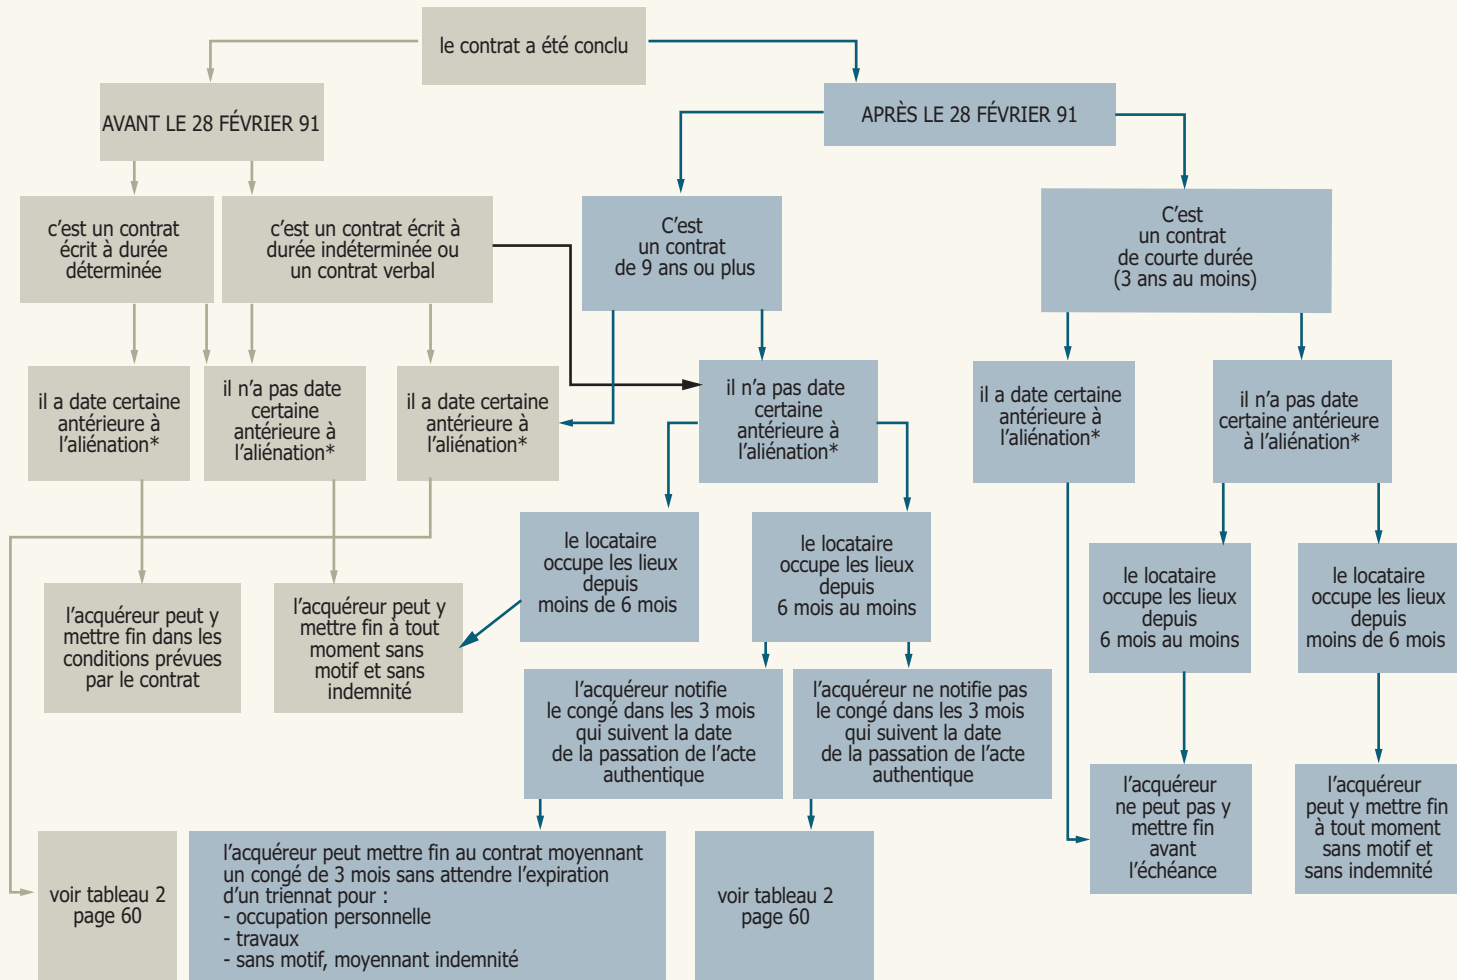 le contrat a été conclu
AVANT LE 28 FÉVRIER 91
APRÈS LE 28 FÉVRIER 91
c'est un contrat
écrit à durée
déterminée
c'est un contrat écrit à
durée indéterminée ou
un contrat verbal
C'est
un contrat
de 9 ans ou plus
C'est
un contrat
de courte durée
(3 ans au moins)
il a date certaine
antérieure à
l'aliénation*
il n'a pas date
certaine
antérieure à
l'aliénation*
il a date certaine
antérieure à
l'aliénation*
il n'a pas date
certaine
antérieure à
l'aliénation*
il a date certaine
antérieure à
l'aliénation*
il n'a pas date
certaine antérieure
à l'aliénation*
le locataire
occupe les lieux
depuis
moins de 6 mois
le locataire
occupe les lieux
depuis
6 mois au moins
le locataire
occupe les lieux
depuis
6 mois au moins
le locataire
occupe les lieux
depuis
moins de 6 mois
l'acquéreur peut y
mettre fin dans les
conditions prévues
par le contrat
l'acquéreur peut y
mettre fin à tout
moment sans
motif et sans
indemnité
l'acquéreur notifie
le congé dans les 3 mois
qui suivent la date
de la passation de l'acte
authentique
l'acquéreur ne notifie pas
le congé dans les 3 mois
qui suivent la date
de la passation de l'acte
authentique
l'acquéreur
ne peut pas y
mettre fin
avant
l'échéance
l'acquéreur
peut y mettre fin
à tout moment
sans motif et
sans indemnité
voir tableau 2
page 60
l'acquéreur peut mettre fin au contrat moyennant
un congé de 3 mois sans attendre l'expiration
d'un triennat pour :
- occupation personnelle
- travaux
- sans motif, moyennant indemnité
voir tableau 2
page 60